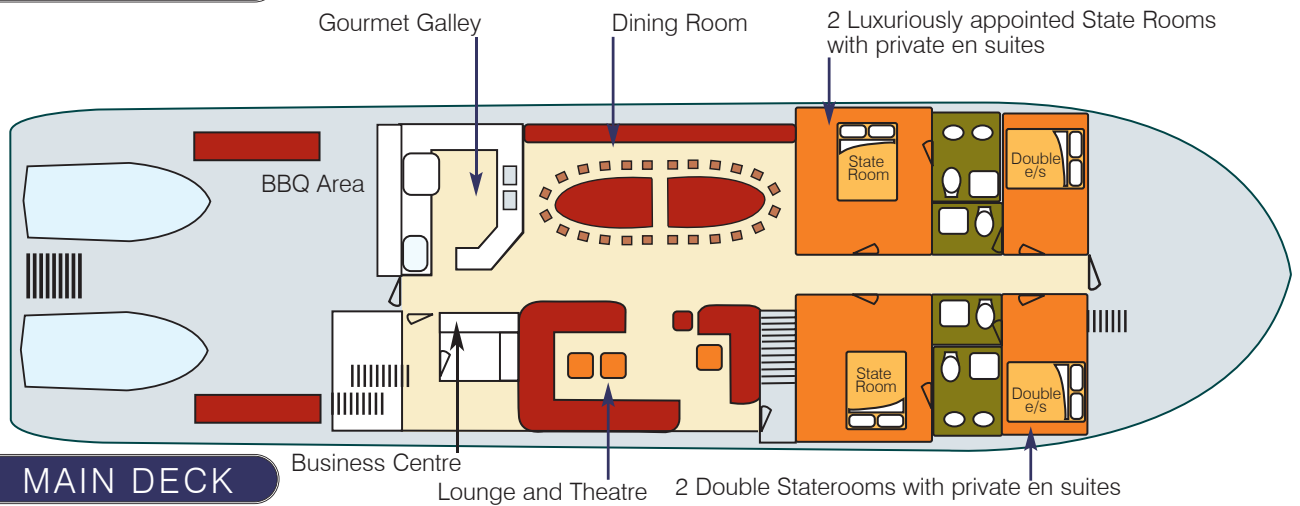 Gourmet Galley
Dining Room
2 Luxuriously appointed State Rooms
with private en suites
BBQ Area
State
Room
Double
e/s
State
Room
Double
e/s
Business Centre
Lounge and Theatre
2 Double Staterooms with private en suites
MAIN DECK